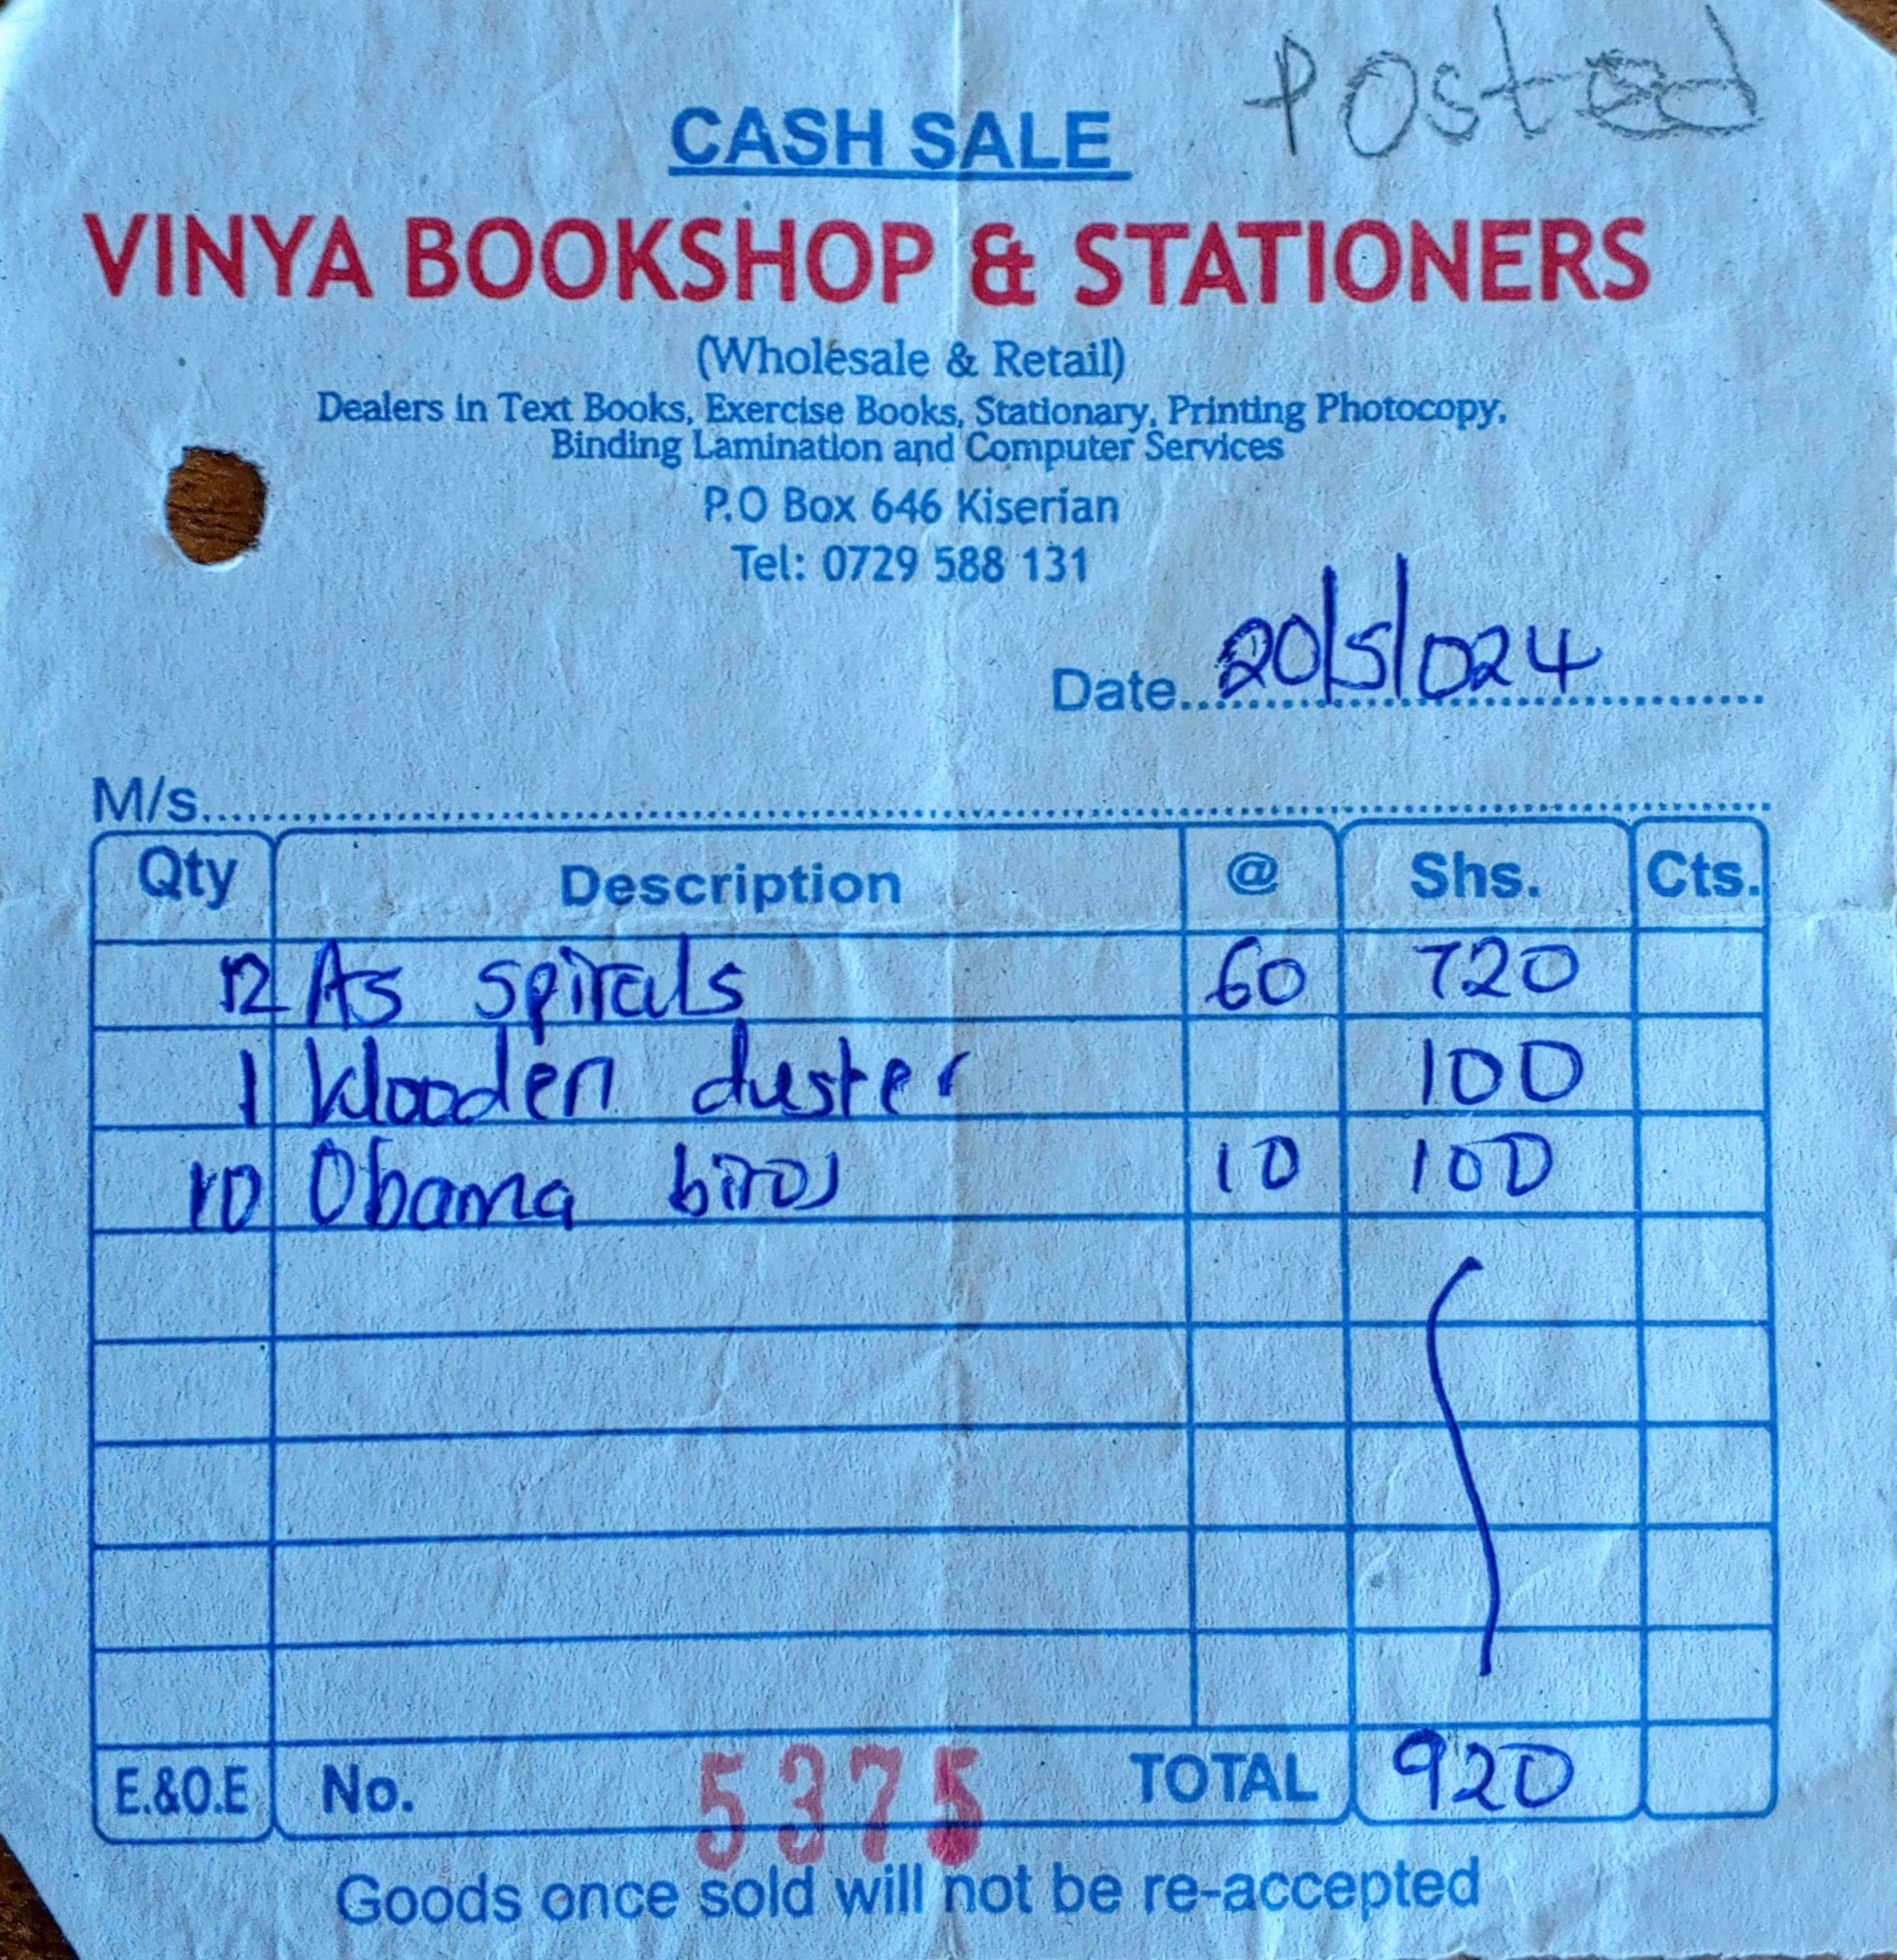 Posted
CASH SALE
VINYA BOOKSHOP & STATIONERS
(Wholesale & Retail)
Dealers in Text Books, Exercise Books, Stationary, Printing Photocopy,
Binding Lamination and Computer Services
P.O Box 646 Kiserian
Tel: 0729 588 131
Date 20/5/024
M/s
Qty Description @ Shs. Cts.
12 A5 spirals 60 720
1 Wooden duster 100
10 Obama biros 10 100
E.&O.E No. 5375 TOTAL 920
Goods once sold will not be re-accepted